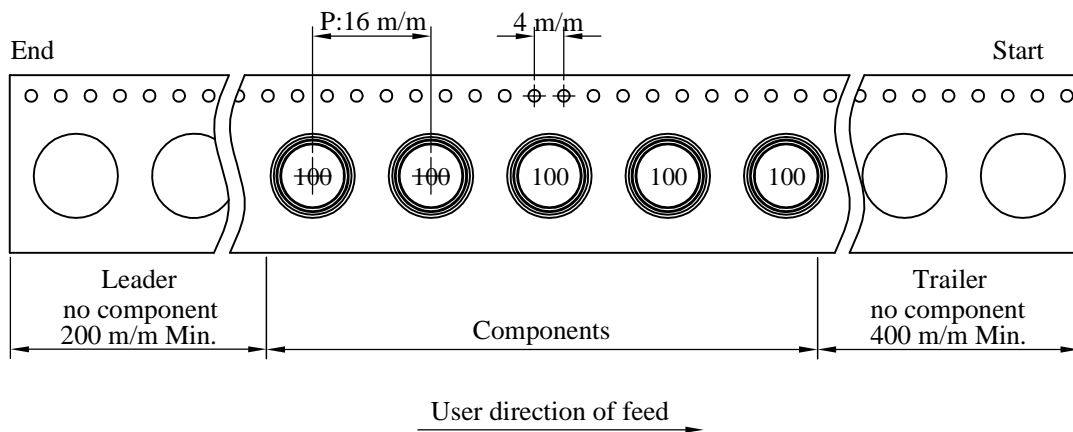 P:16 m/m
4 m/m
End
Start
100
100
100
100
100
Leader
no component
200 m/m Min.
Components
Trailer
no component
400 m/m Min.
User direction of feed